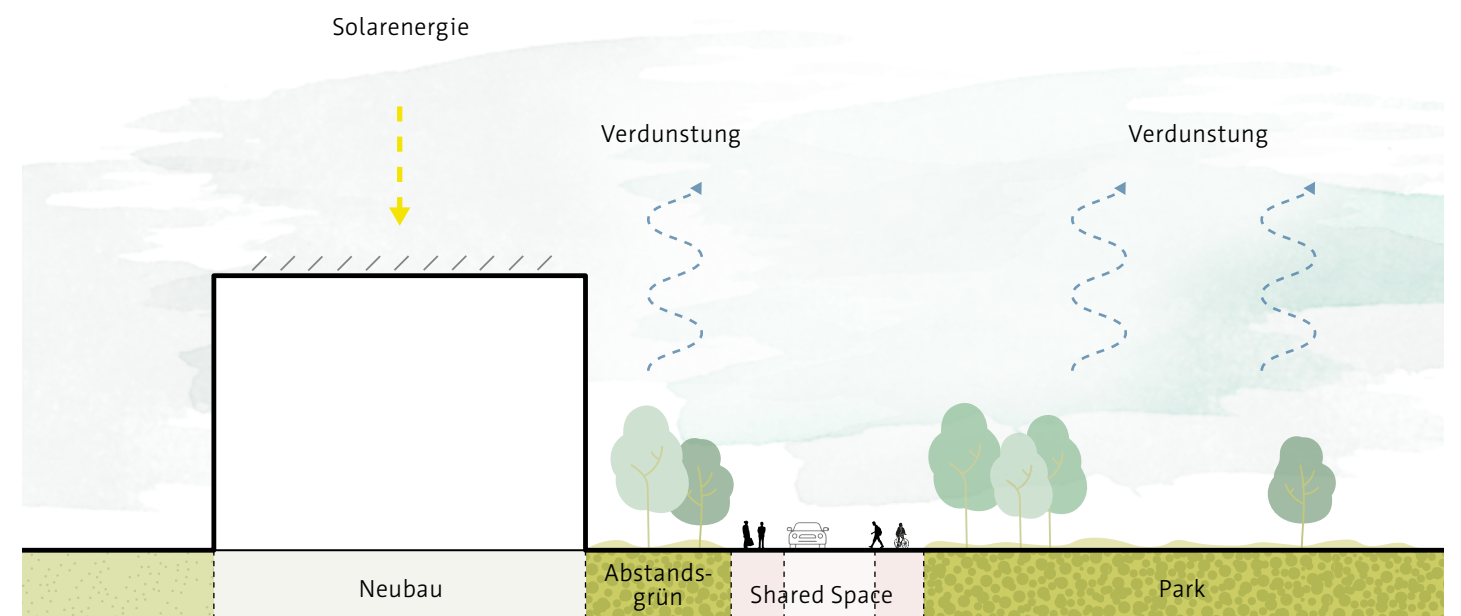 Solarenergie
Verdunstung
Verdunstung
Neubau
Abstands-
grün
Shared Space
Park